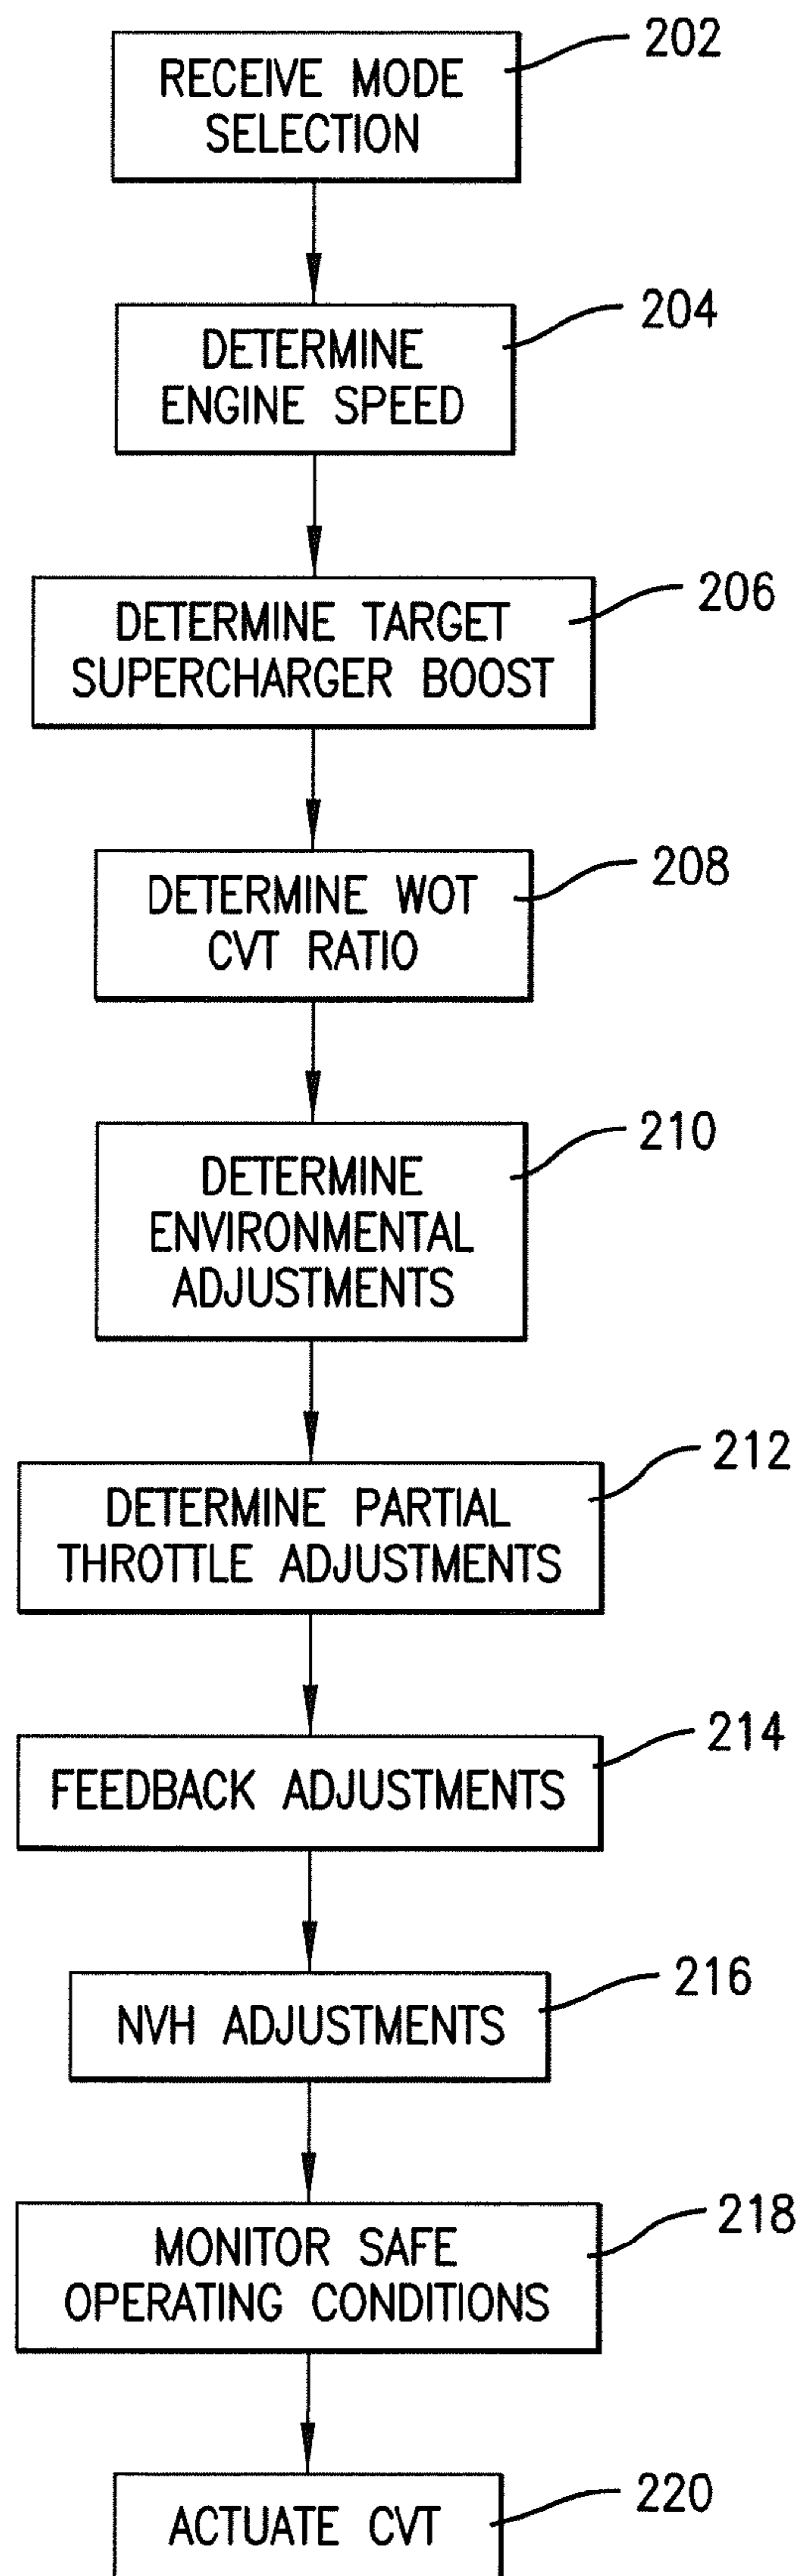 RECEIVE MODE
SELECTION
202
DETERMINE
ENGINE SPEED
204
DETERMINE TARGET
SUPERCHARGER BOOST
206
DETERMINE WOT
CVT RATIO
208
DETERMINE
ENVIRONMENTAL
ADJUSTMENTS
210
DETERMINE PARTIAL
THROTTLE ADJUSTMENTS
212
FEEDBACK ADJUSTMENTS
214
NVH ADJUSTMENTS
216
MONITOR SAFE
OPERATING CONDITIONS
218
ACTUATE CVT
220